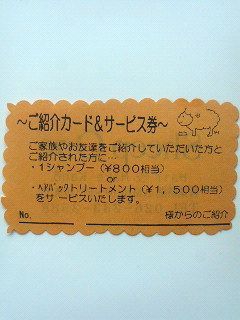 ～ご紹介カード&サービス券～
ご家族やお友達をご紹介していただいた方と
ご紹介された方に…
・1シャンプー（¥800相当）
or
・ヘアパックトリートメント（¥1,500相当）
をサービスいたします。
No. 様からのご紹介